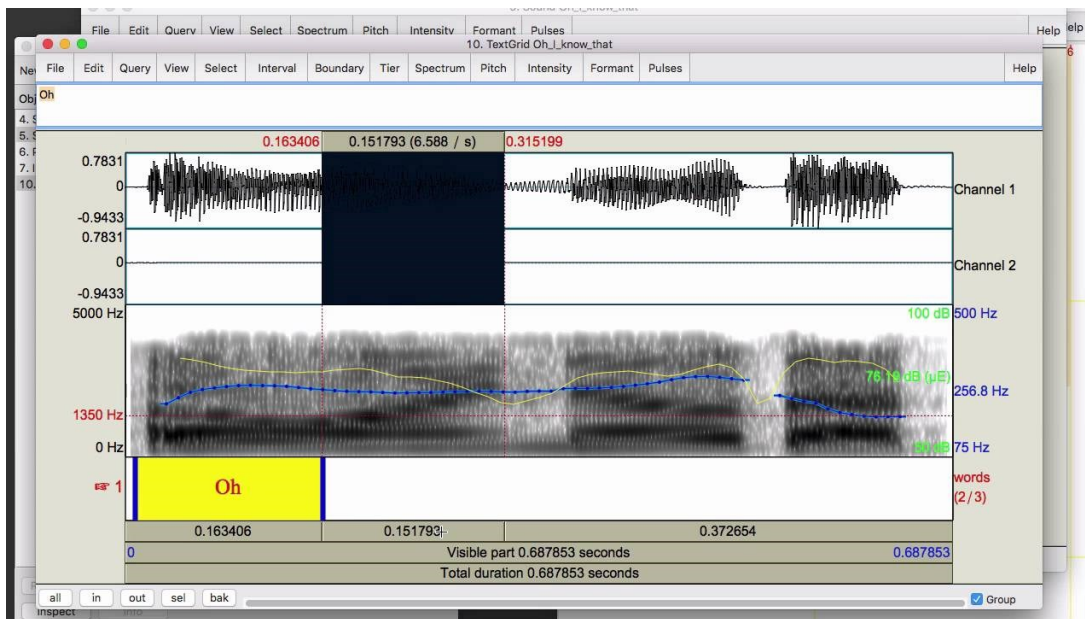 File Edit Query View Select Spectrum Pitch Intensity Formant Pulses Help
10. TextGrid Oh_I_know_that
File Edit Query View Select Interval Boundary Tier Spectrum Pitch Intensity Formant Pulses Help
Oh
0.163406 0.151793 (6.588 / s) 0.315199
0.7831
0
-0.9433
Channel 1
0.7831
0
-0.9433
Channel 2
5000 Hz 100 dB 500 Hz
256.8 Hz
1350 Hz
0 Hz 75 Hz
1 Oh words
(2/3)
0.163406 0.151793 0.372654
0 Visible part 0.687853 seconds 0.687853
Total duration 0.687853 seconds
all in out sel bak Group
Inspect Info